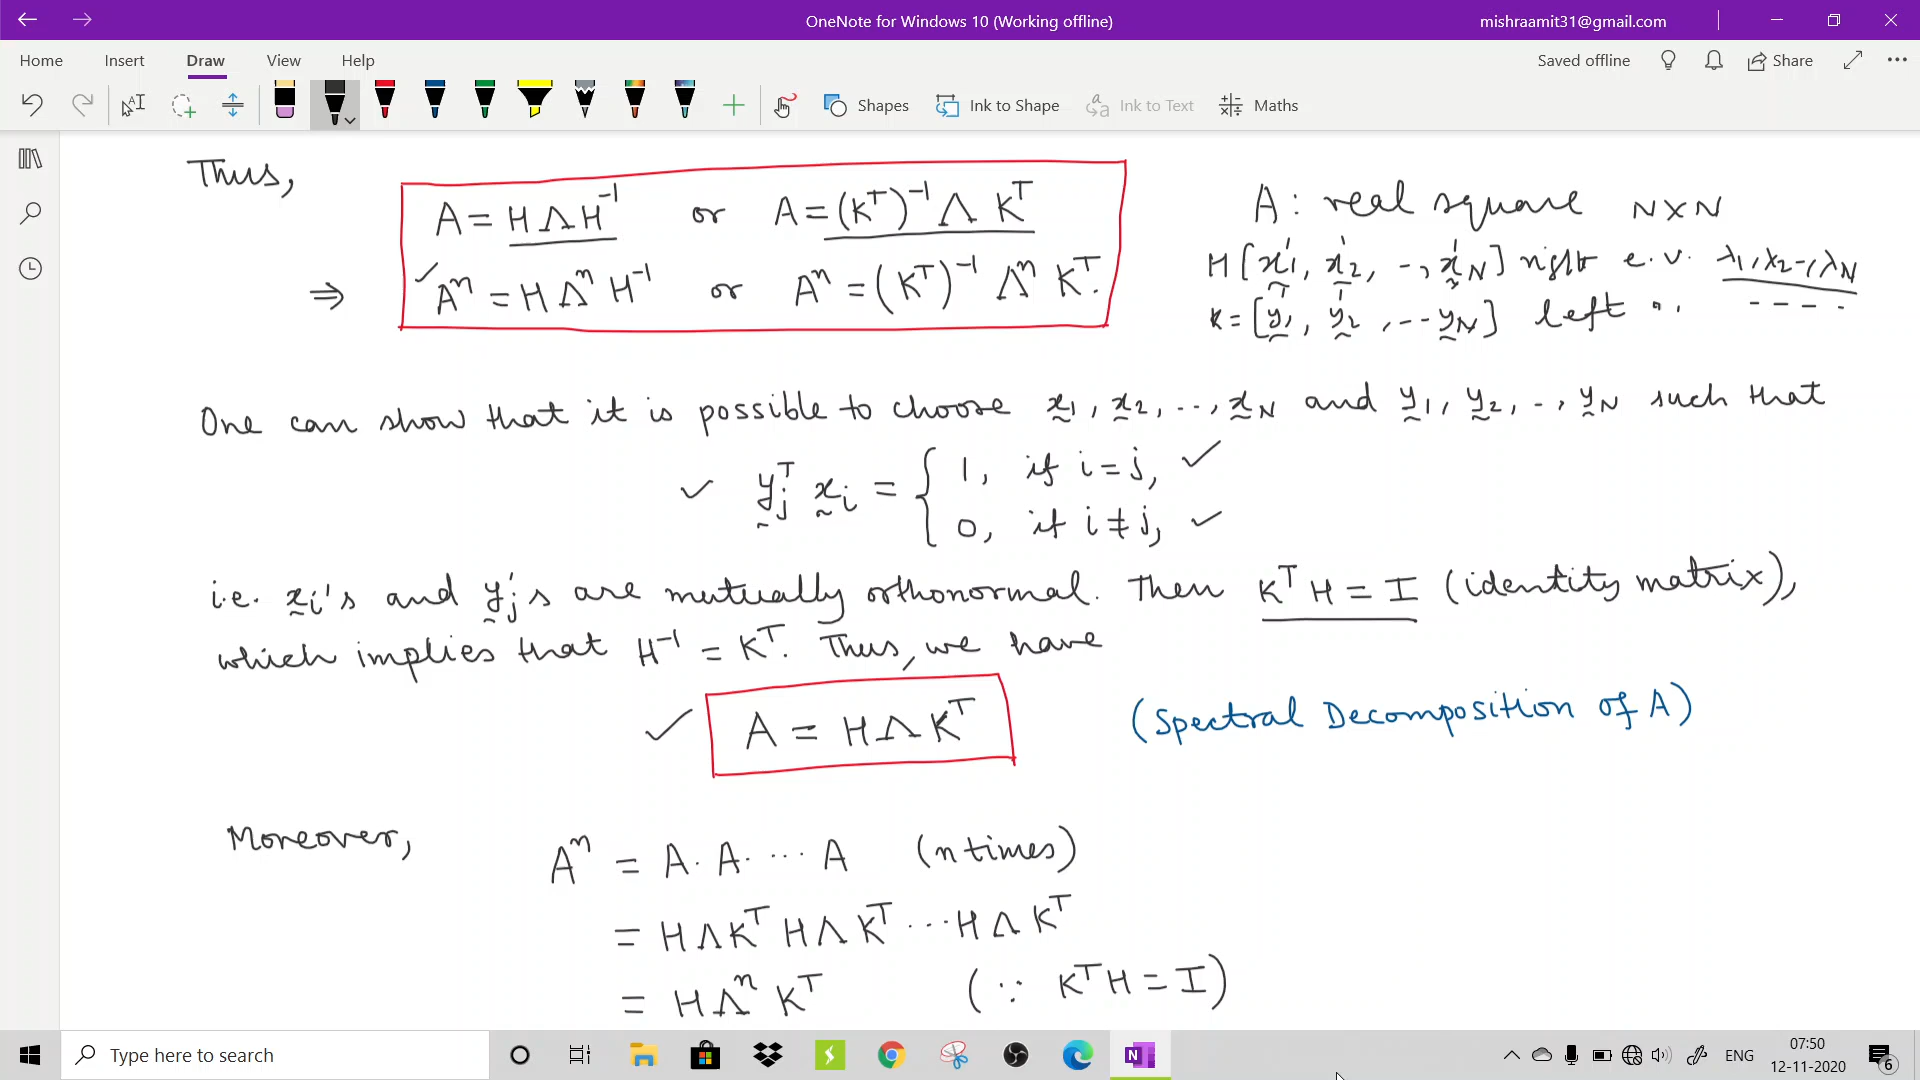 OneNote for Windows 10 (Working offline)
mishraamit31@gmail.com
Home Insert Draw View Help
Saved offline Share
Shapes Ink to Shape Ink to Text Maths
Thus,
A = HΛH⁻¹ or A = (Kᵀ)⁻¹ Λ Kᵀ
⇒ ✓ Aⁿ = HΛⁿH⁻¹ or Aⁿ = (Kᵀ)⁻¹ Λⁿ Kᵀ.
A : real square N×N
H [x₁, x₂, .., x_N] right e.v. λ₁, λ₂ -, λ_N
K = [y₁, y₂, ,-- y_N] left ".  - - - -
One can show that it is possible to choose x₁, x₂, .., x_N and y₁, y₂, .., y_N such that
✓ yⱼᵀ xᵢ = { 1, if i = j, ✓
0, if i ≠ j, ✓
i.e. xᵢ's and yⱼ's are mutually orthonormal. Then KᵀH = I (identity matrix),
which implies that H⁻¹ = Kᵀ. Thus, we have
✓ A = HΛKᵀ (Spectral Decomposition of A)
Moreover, Aⁿ = A. A. ... A (n times)
= HΛKᵀ HΛKᵀ ... HΛKᵀ
= HΛⁿKᵀ (∵ KᵀH = I)
Type here to search
ENG
07:50
12-11-2020
6